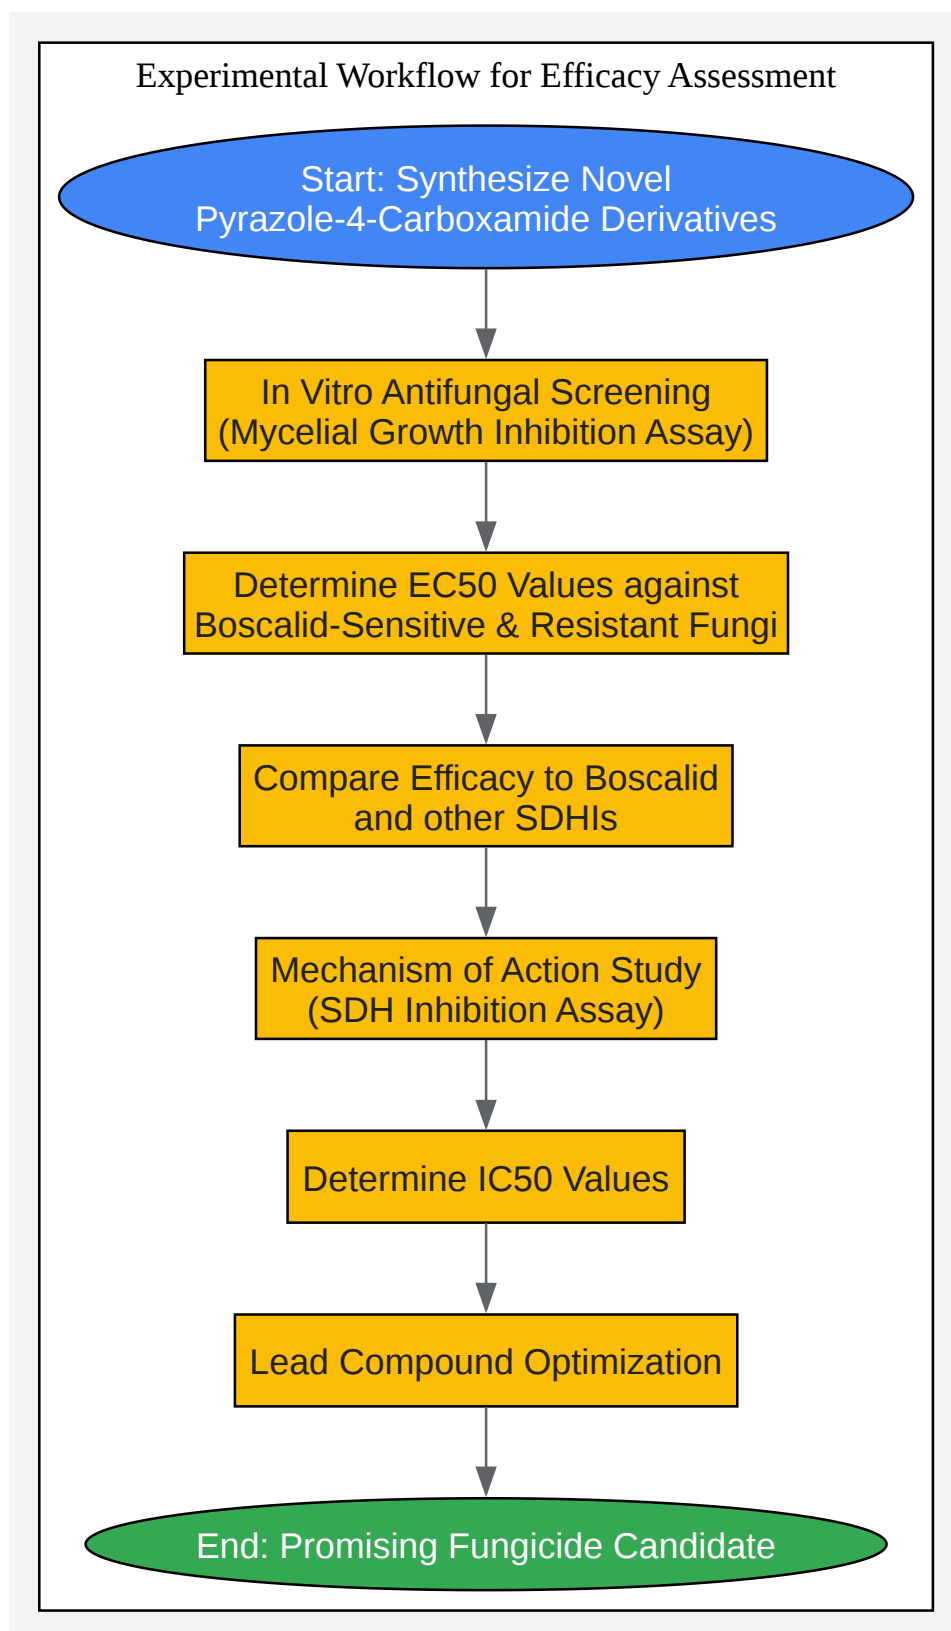 Experimental Workflow for Efficacy Assessment
Start: Synthesize Novel
Pyrazole-4-Carboxamide Derivatives
In Vitro Antifungal Screening
(Mycelial Growth Inhibition Assay)
Determine EC50 Values against
Boscalid-Sensitive & Resistant Fungi
Compare Efficacy to Boscalid
and other SDHIs
Mechanism of Action Study
(SDH Inhibition Assay)
Determine IC50 Values
Lead Compound Optimization
End: Promising Fungicide Candidate